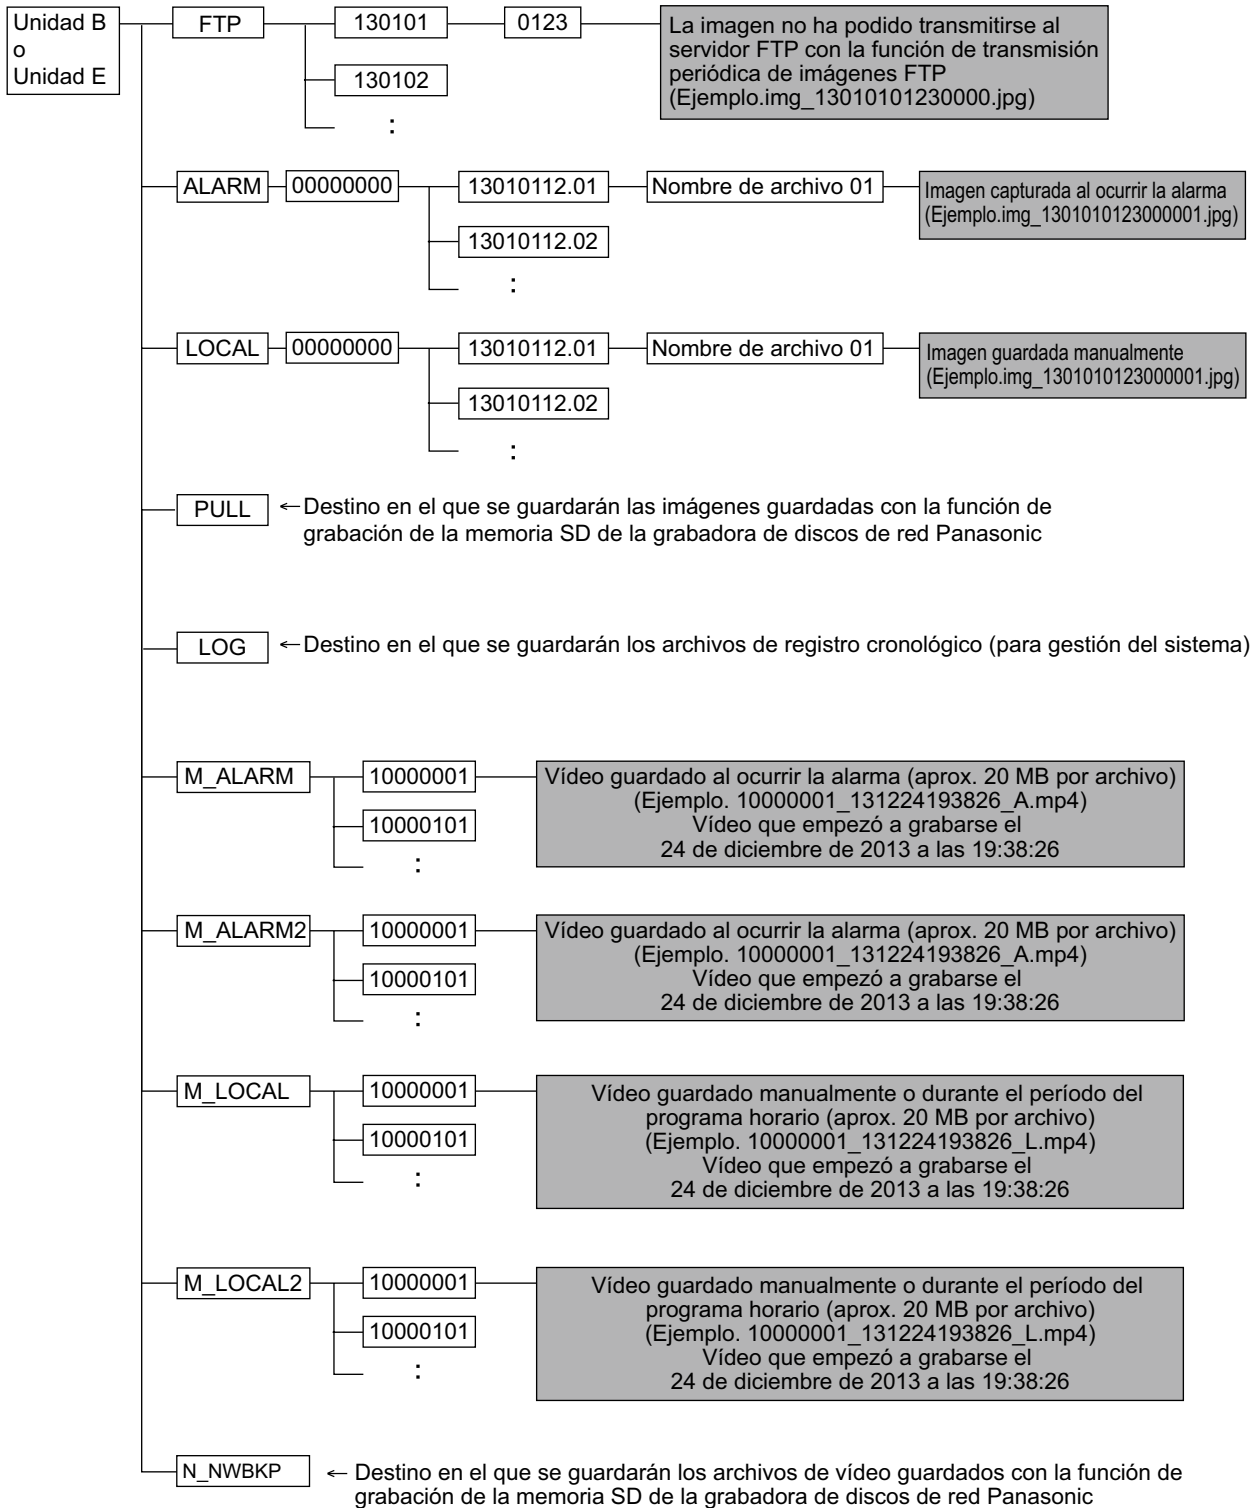 Unidad B
o
Unidad E
FTP
130101
0123
La imagen no ha podido transmitirse al
servidor FTP con la función de transmisión
periódica de imágenes FTP
(Ejemplo.img_13010101230000.jpg)
130102
:
ALARM
00000000
13010112.01
Nombre de archivo 01
Imagen capturada al ocurrir la alarma
(Ejemplo.img_1301010123000001.jpg)
13010112.02
:
LOCAL
00000000
13010112.01
Nombre de archivo 01
Imagen guardada manualmente
(Ejemplo.img_1301010123000001.jpg)
13010112.02
:
PULL
← Destino en el que se guardarán las imágenes guardadas con la función de
grabación de la memoria SD de la grabadora de discos de red Panasonic
LOG
← Destino en el que se guardarán los archivos de registro cronológico (para gestión del sistema)
M_ALARM
10000001
Vídeo guardado al ocurrir la alarma (aprox. 20 MB por archivo)
(Ejemplo. 10000001_131224193826_A.mp4)
Vídeo que empezó a grabarse el
24 de diciembre de 2013 a las 19:38:26
10000101
:
M_ALARM2
10000001
Vídeo guardado al ocurrir la alarma (aprox. 20 MB por archivo)
(Ejemplo. 10000001_131224193826_A.mp4)
Vídeo que empezó a grabarse el
24 de diciembre de 2013 a las 19:38:26
10000101
:
M_LOCAL
10000001
Vídeo guardado manualmente o durante el período del
programa horario (aprox. 20 MB por archivo)
(Ejemplo. 10000001_131224193826_L.mp4)
Vídeo que empezó a grabarse el
24 de diciembre de 2013 a las 19:38:26
10000101
:
M_LOCAL2
10000001
Vídeo guardado manualmente o durante el período del
programa horario (aprox. 20 MB por archivo)
(Ejemplo. 10000001_131224193826_L.mp4)
Vídeo que empezó a grabarse el
24 de diciembre de 2013 a las 19:38:26
10000101
:
N_NWBKP
← Destino en el que se guardarán los archivos de vídeo guardados con la función de
grabación de la memoria SD de la grabadora de discos de red Panasonic